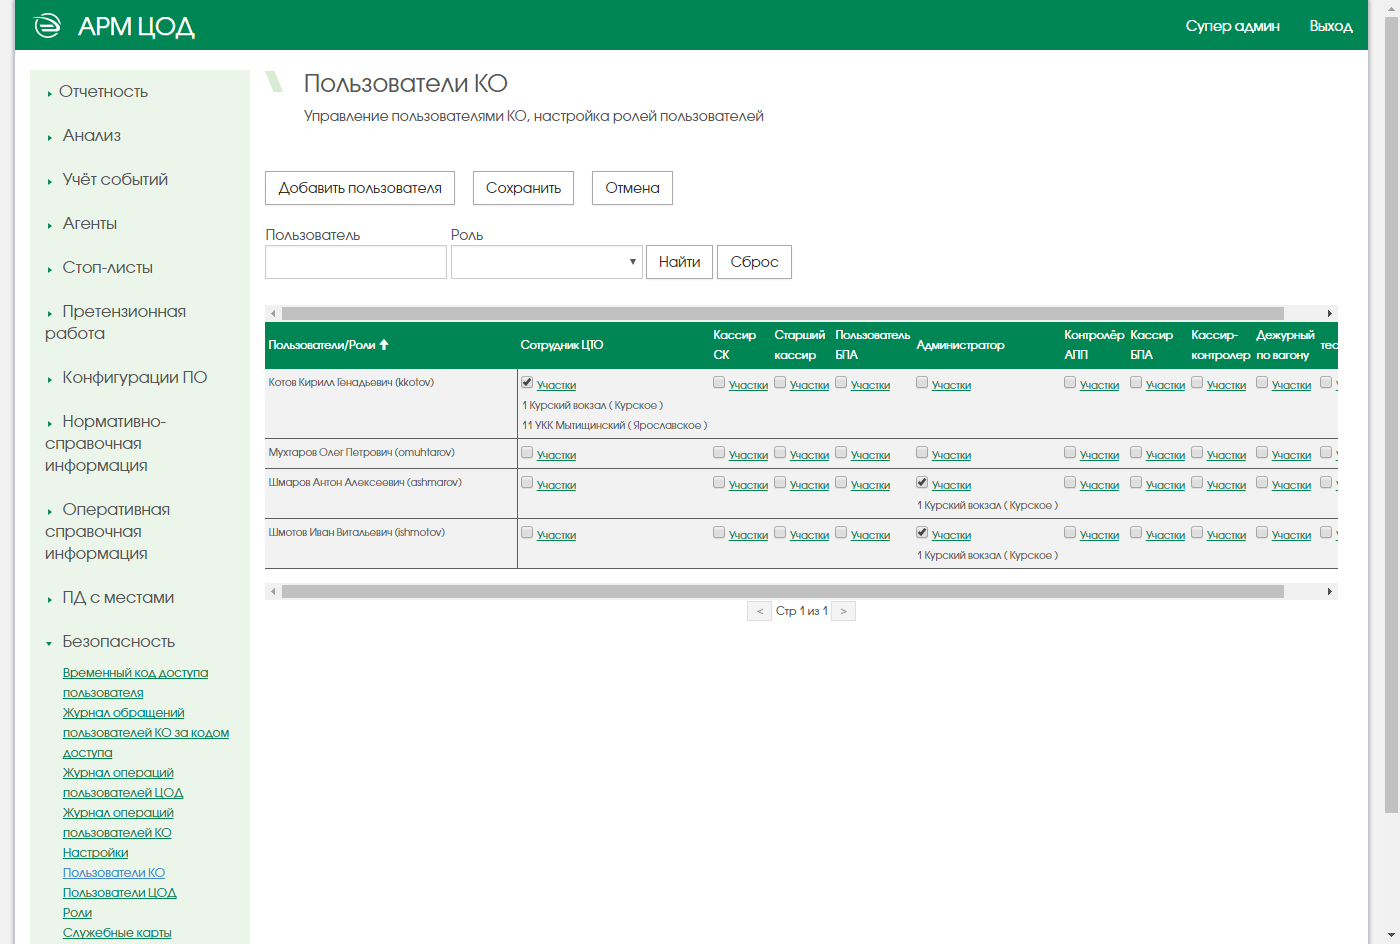 АРМ ЦОД
Супер админ
Выход
Отчетность
Анализ
Учёт событий
Агенты
Стоп-листы
Претензионная
работа
Конфигурации ПО
Нормативно-
справочная
информация
Оперативная
справочная
информация
ПД с местами
Безопасность
Временный код доступа
пользователя
Журнал обращений
пользователей КО за кодом
доступа
Журнал операций
пользователей ЦОД
Журнал операций
пользователей КО
Настройки
Пользователи КО
Пользователи ЦОД
Роли
Служебные карты
Пользователи КО
Управление пользователями КО, настройка ролей пользователей
Добавить пользователя
Сохранить
Отмена
Пользователь
Роль
Найти
Сброс
Пользователи/Роли
Сотрудник ЦТО
Кассир
СК
Старший
кассир
Пользователь
БПА
Администратор
Контролёр
АПП
Кассир
БПА
Кассир-
контролер
Дежурный
по вагону
тес
Котов Кирилл Генадьевич (kkotov)
Участки Участки Участки Участки Участки Участки Участки Участки Участки
1 Курский вокзал ( Курское )
11 УКК Мытищинский ( Ярославское )
Мухтаров Олег Петрович (omuhtarov)
Участки Участки Участки Участки Участки Участки Участки Участки Участки
Шмаров Антон Алексеевич (ashmarov)
Участки Участки Участки Участки Участки Участки Участки Участки Участки
1 Курский вокзал ( Курское )
Шмотов Иван Витальевич (ishmotov)
Участки Участки Участки Участки Участки Участки Участки Участки Участки
1 Курский вокзал ( Курское )
< Стр 1 из 1 >